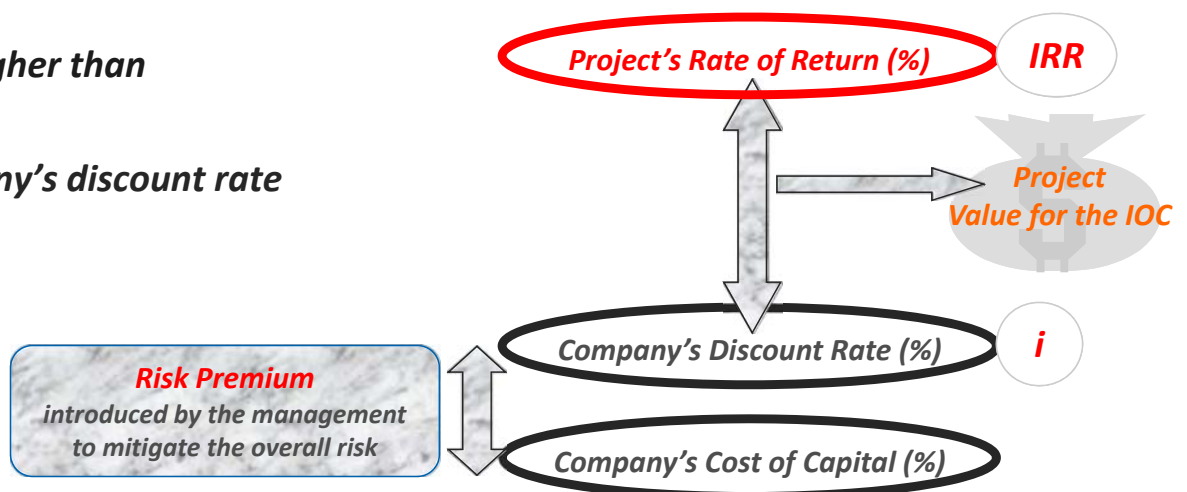 gher than
ny's discount rate
Project's Rate of Return (%)
IRR
Project
Value for the IOC
Company's Discount Rate (%)
i
Risk Premium
introduced by the management
to mitigate the overall risk
Company's Cost of Capital (%)